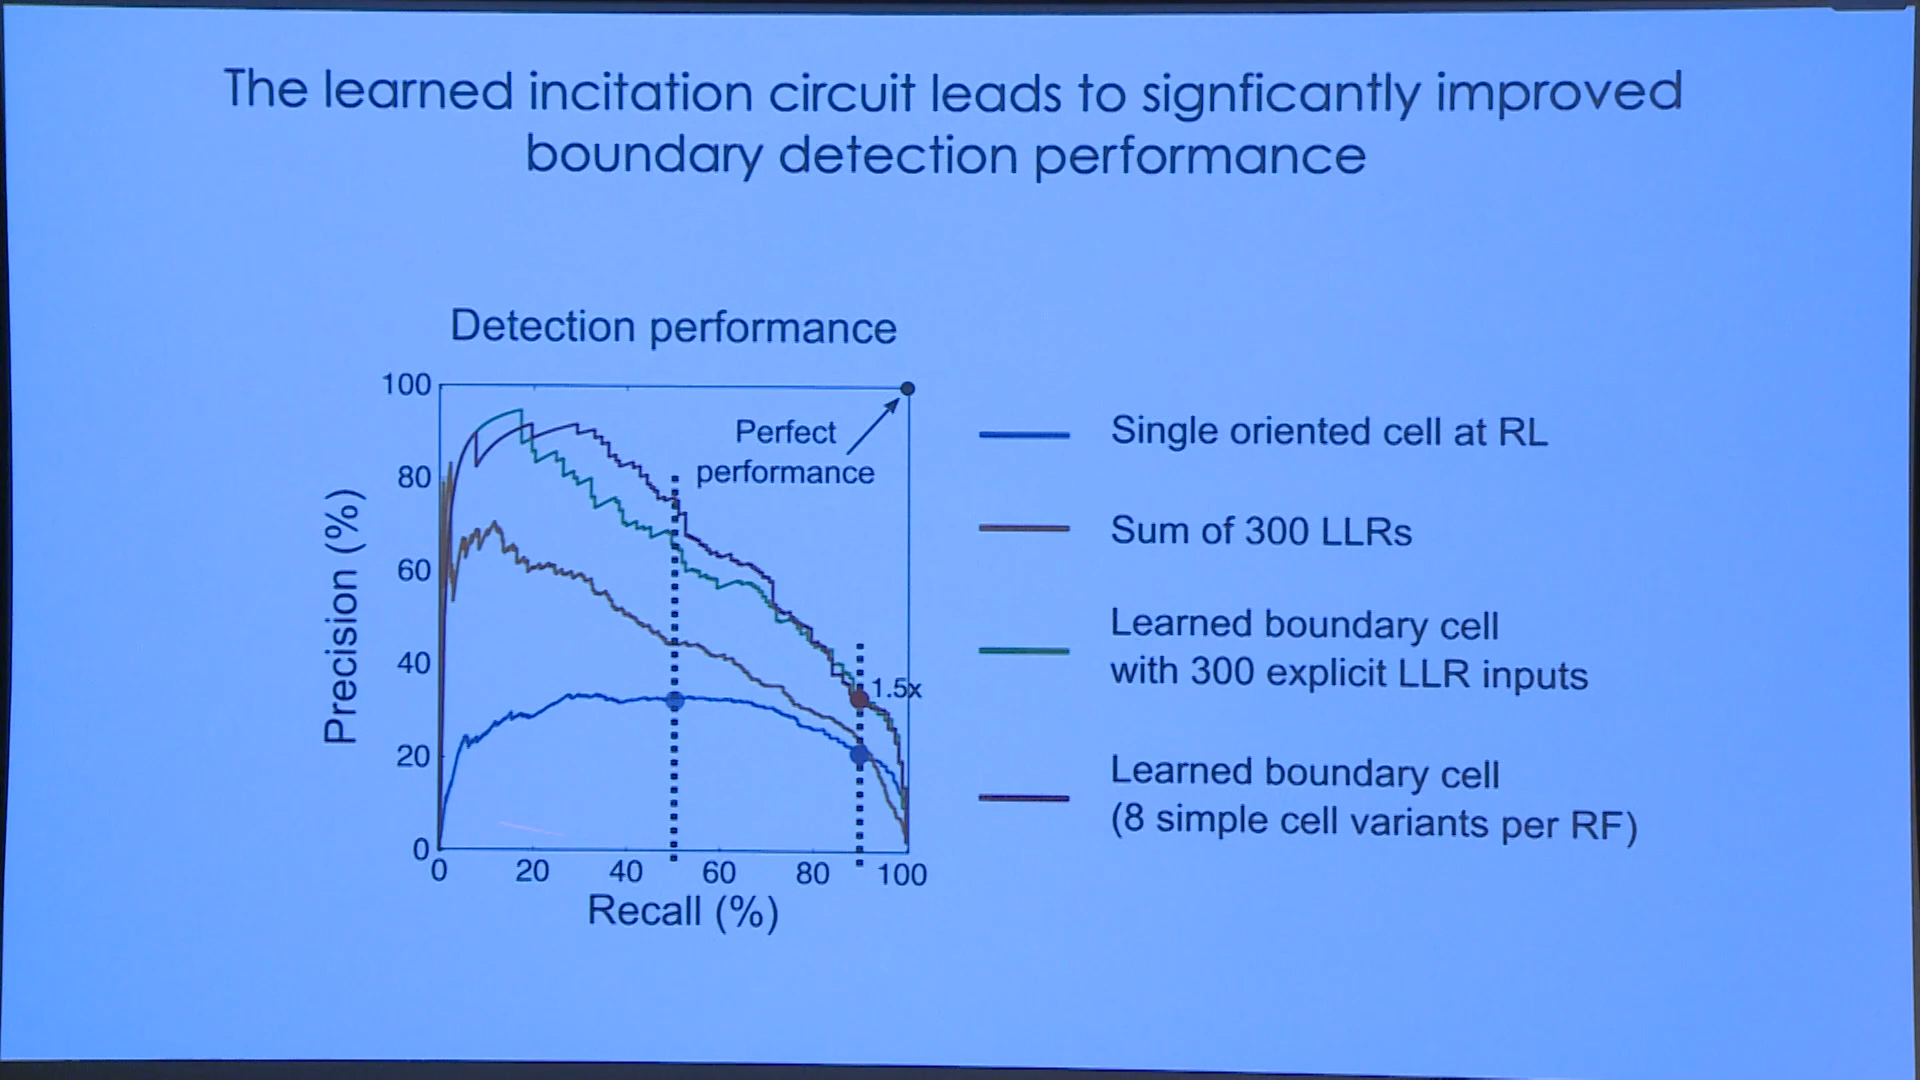 The learned incitation circuit leads to signficantly improved
boundary detection performance
Detection performance
100
80
60
40
20
0
Precision (%)
Perfect
performance
1.5x
0 20 40 60 80 100
Recall (%)
Single oriented cell at RL
Sum of 300 LLRs
Learned boundary cell
with 300 explicit LLR inputs
Learned boundary cell
(8 simple cell variants per RF)